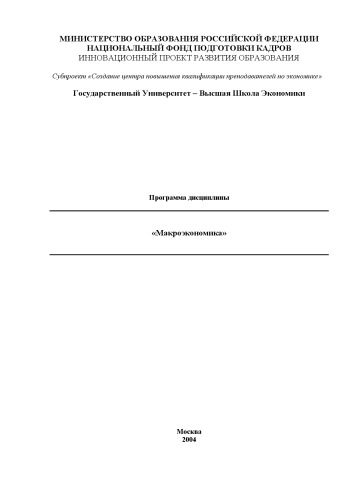 МИНИСТЕРСТВО ОБРАЗОВАНИЯ РОССИЙСКОЙ ФЕДЕРАЦИИ
НАЦИОНАЛЬНЫЙ ФОНД ПОДГОТОВКИ КАДРОВ
ИННОВАЦИОННЫЙ ПРОЕКТ РАЗВИТИЯ ОБРАЗОВАНИЯ
Субпроект «Создание центра повышения квалификации преподавателей по экономике»
Государственный Университет – Высшая Школа Экономики
Программа дисциплины
«Макроэкономика»
Москва
2004